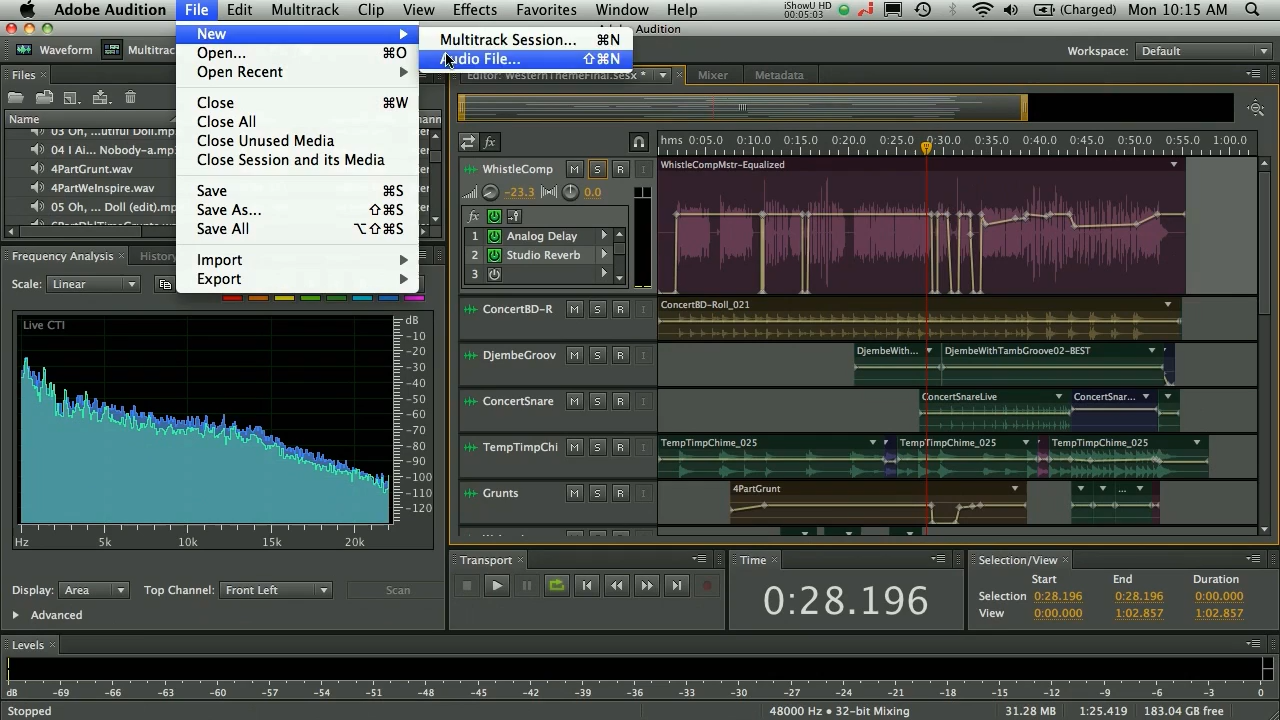 Adobe Audition File Edit Multitrack Clip View Effects Favorites Window Help iShowU HD 00:05:03 (Charged) Mon 10:15 AM
Audition
Waveform Multitrac Workspace: Default
New
Open... ⌘O
Open Recent
Close ⌘W
Close All
Close Unused Media
Close Session and its Media
Save ⌘S
Save As... ⇧⌘S
Save All ⌥⇧⌘S
Import
Export
Multitrack Session... ⌘N
Audio File... ⇧⌘N
Files
Name
03 Oh, ...utiful Doll.mp3
04 I Ai... Nobody-a.mp3
4PartGrunt.wav
4PartWeInspire.wav
05 Oh, ... Doll (edit).mp3
Editor: WesternThemeFinal.sesx * Mixer Metadata
hms 0:05.0 0:10.0 0:15.0 0:20.0 0:25.0 0:30.0 0:35.0 0:40.0 0:45.0 0:50.0 0:55.0 1:00.0
WhistleComp M S R I
-23.3 0.0
fx
1 Analog Delay
2 Studio Reverb
3
WhistleCompMstr-Equalized
ConcertBD-R M S R I
ConcertBD-Roll_021
DjembeGroov M S R I
DjembeWith... DjembeWithTambGroove02-BEST
ConcertSnare M S R I
ConcertSnareLive ConcertSnar...
TempTimpChi M S R I
TempTimpChime_025 TempTimpChime_025 TempTimpChime_025
Grunts M S R I
4PartGrunt ...
Frequency Analysis History
Scale: Linear
Live CTI
dB
-10
-20
-30
-40
-50
-60
-70
-80
-90
-100
-110
-120
Hz 5k 10k 15k 20k
Display: Area Top Channel: Front Left Scan
Advanced
Transport
Time
0:28.196
Selection/View
Start End Duration
Selection 0:28.196 0:28.196 0:00.000
View 0:00.000 1:02.857 1:02.857
Levels
dB -69 -66 -63 -60 -57 -54 -51 -48 -45 -42 -39 -36 -33 -30 -27 -24 -21 -18 -15 -12 -9 -6 -3 0
Stopped 48000 Hz • 32-bit Mixing 31.28 MB 1:25.419 183.04 GB free